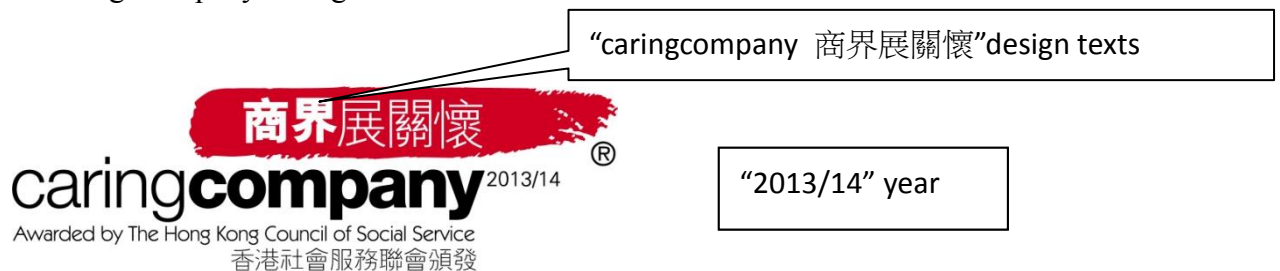 “caringcompany 商界展關懷”design texts
商界展關懷
®
caringcompany 2013/14
“2013/14” year
Awarded by The Hong Kong Council of Social Service
香港社會服務聯會頒發